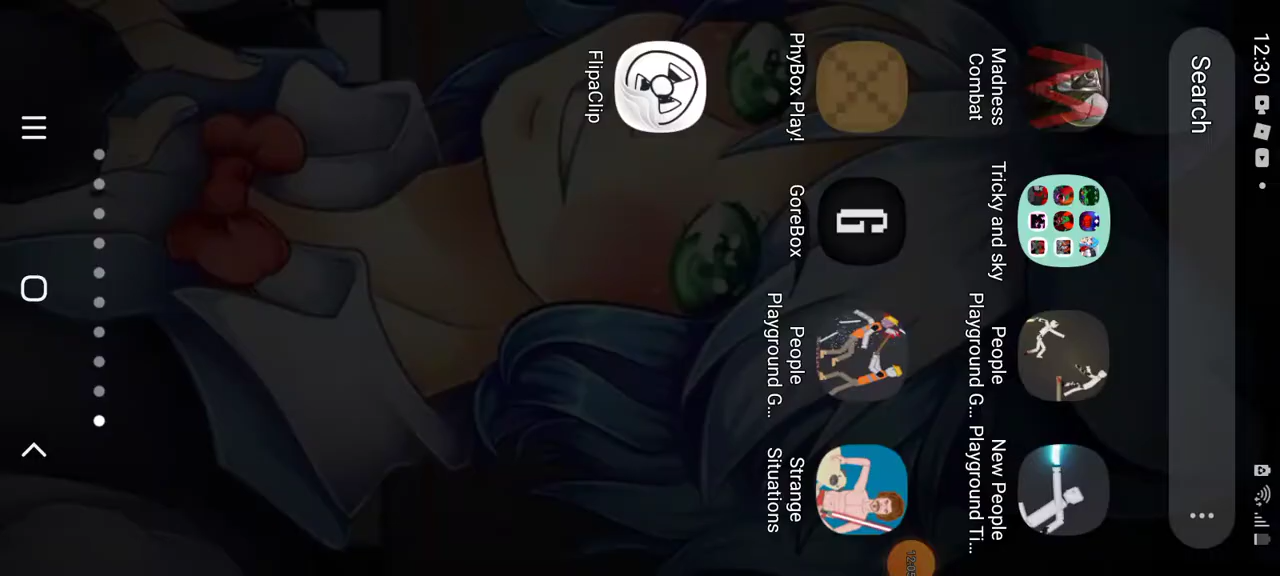 12:30
Search
Madness
Combat
Tricky and sky
People
Playground G...
New People
Playground Ti...
PhyBox Play!
G
GoreBox
People
Playground G...
Strange
Situations
FlipaClip